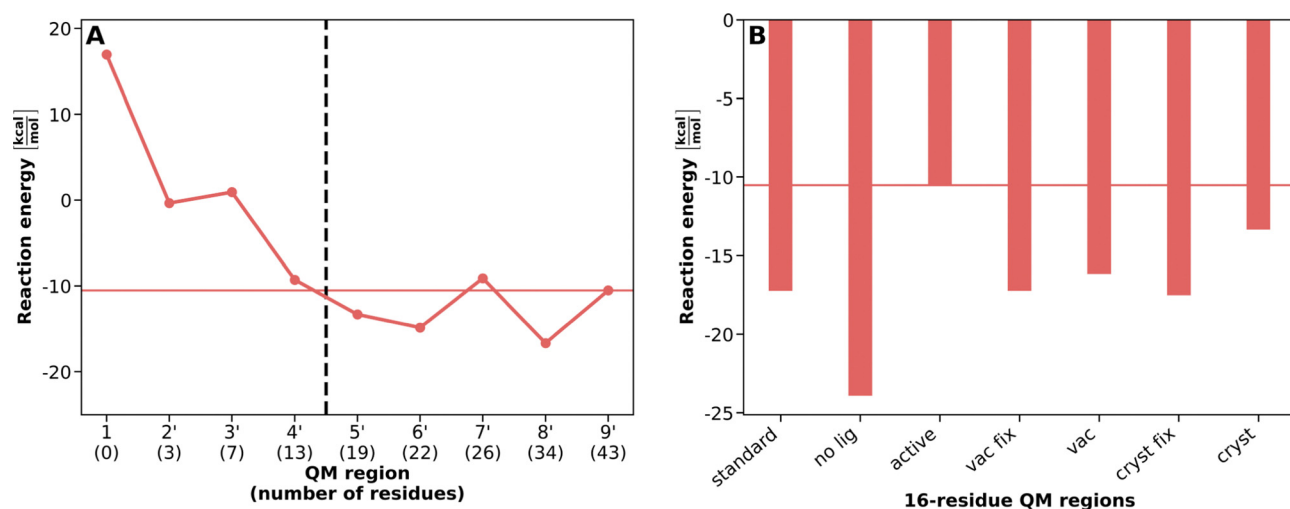 A
20
10
0
-10
-20
Reaction energy [kcal/mol]
1 2' 3' 4' 5' 6' 7' 8' 9'
(0) (3) (7) (13) (19) (22) (26) (34) (43)
QM region
(number of residues)
B
0
-5
-10
-15
-20
-25
Reaction energy [kcal/mol]
standard
no lig
active
vac fix
vac
cryst fix
cryst
16-residue QM regions